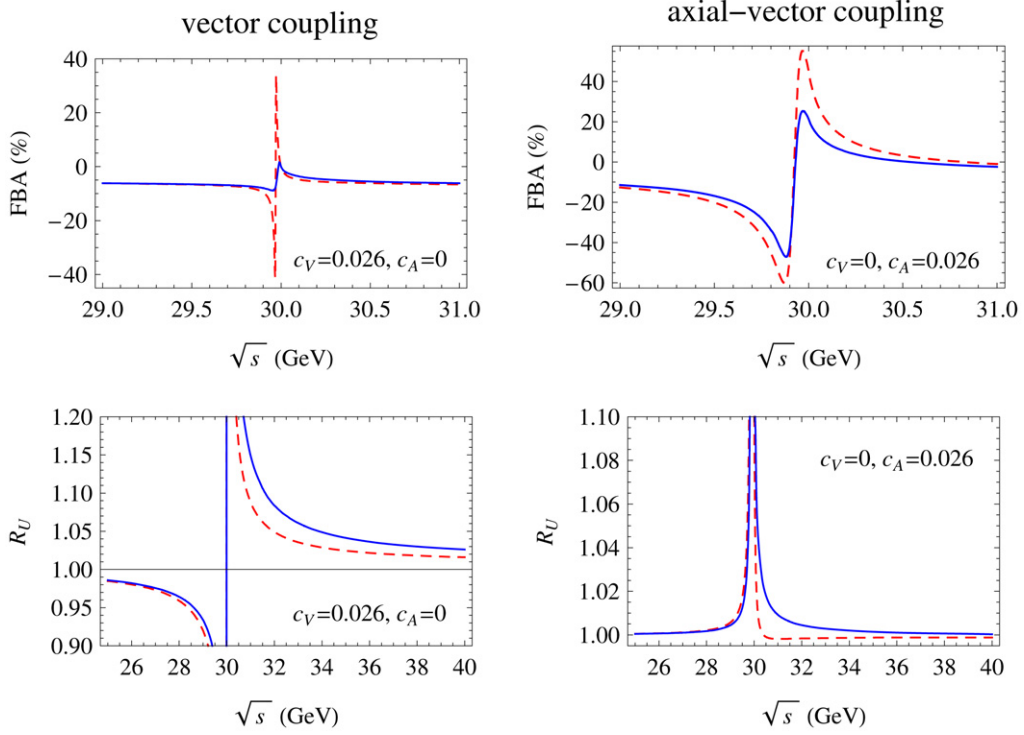 vector coupling
FBA (%)
40
20
0
−20
−40
c_V=0.026, c_A=0
29.0 29.5 30.0 30.5 31.0
√s (GeV)
axial−vector coupling
FBA (%)
40
20
0
−20
−40
−60
c_V=0, c_A=0.026
29.0 29.5 30.0 30.5 31.0
√s (GeV)
R_U
1.20
1.15
1.10
1.05
1.00
0.95
0.90
c_V=0.026, c_A=0
26 28 30 32 34 36 38 40
√s (GeV)
R_U
1.10
1.08
1.06
1.04
1.02
1.00
c_V=0, c_A=0.026
26 28 30 32 34 36 38 40
√s (GeV)